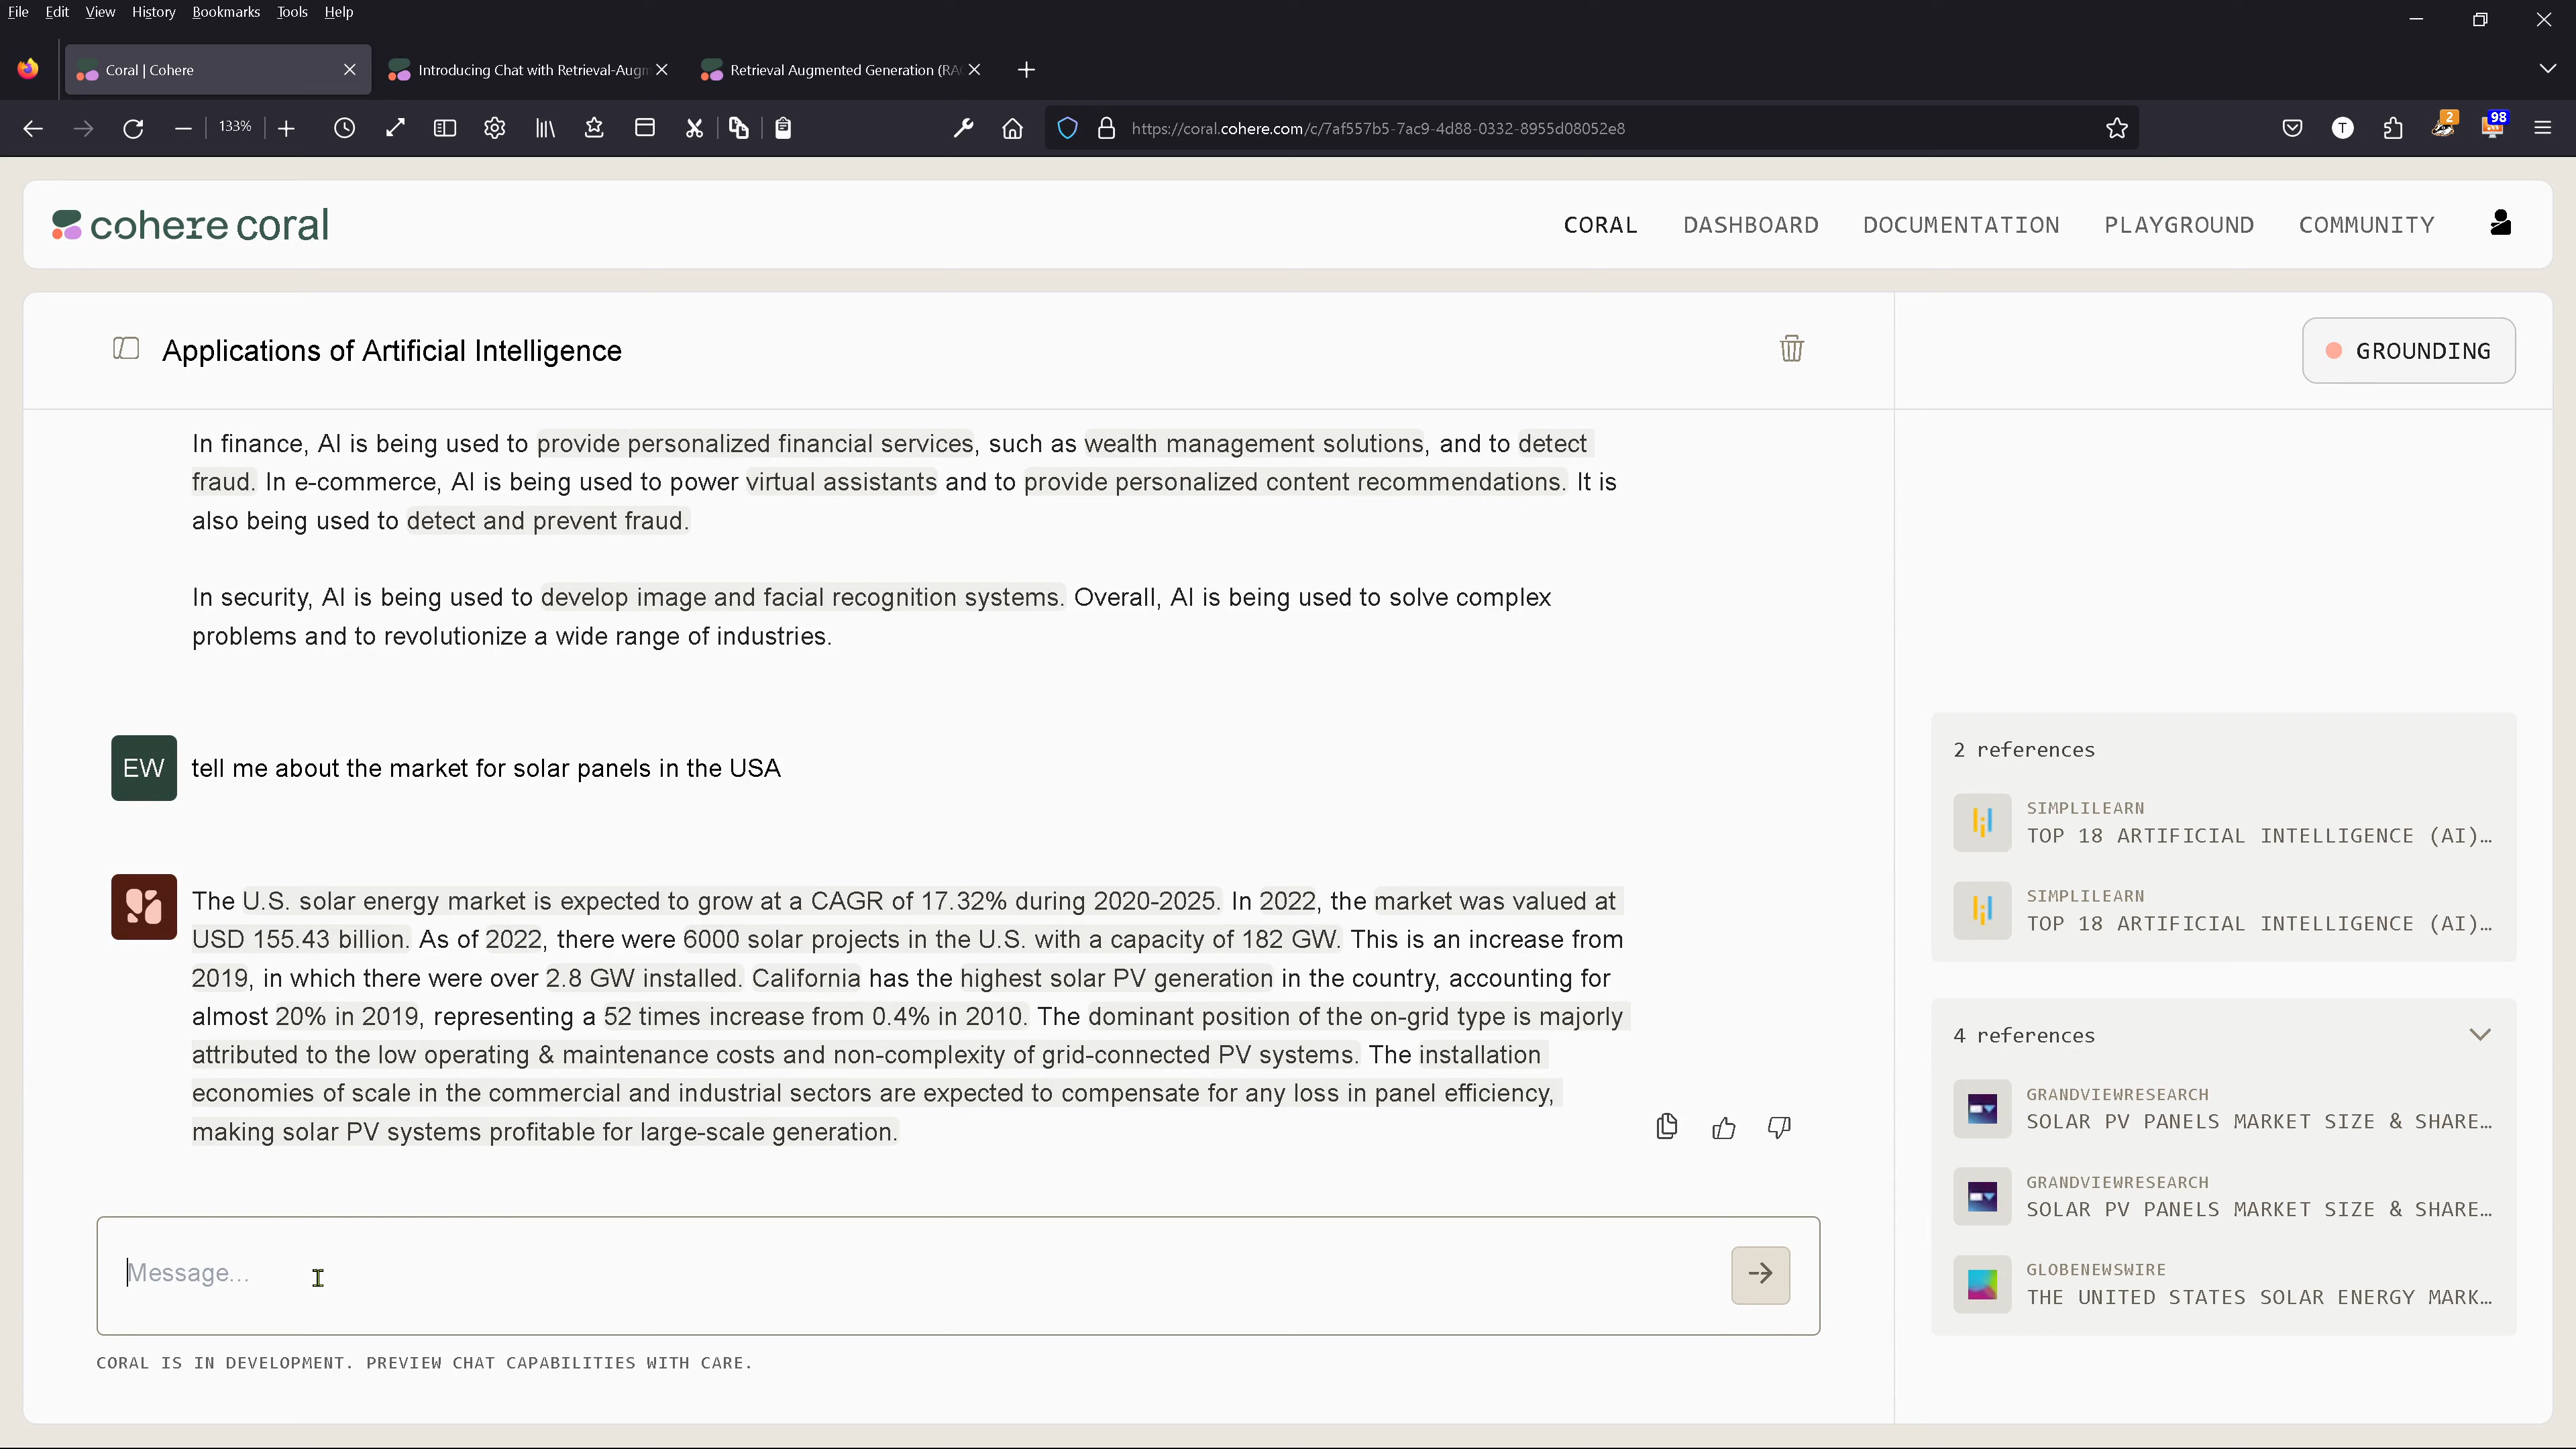 File Edit View History Bookmarks Tools Help
Coral | Cohere
Introducing Chat with Retrieval-Augm
Retrieval Augmented Generation (RAG
133%
https://coral.cohere.com/c/7af557b5-7ac9-4d88-0332-8955d08052e8
T
2
98
cohere coral
CORAL DASHBOARD DOCUMENTATION PLAYGROUND COMMUNITY
Applications of Artificial Intelligence
GROUNDING
In finance, AI is being used to provide personalized financial services, such as wealth management solutions, and to detect
fraud. In e-commerce, AI is being used to power virtual assistants and to provide personalized content recommendations. It is
also being used to detect and prevent fraud.
In security, AI is being used to develop image and facial recognition systems. Overall, AI is being used to solve complex
problems and to revolutionize a wide range of industries.
EW
tell me about the market for solar panels in the USA
The U.S. solar energy market is expected to grow at a CAGR of 17.32% during 2020-2025. In 2022, the market was valued at
USD 155.43 billion. As of 2022, there were 6000 solar projects in the U.S. with a capacity of 182 GW. This is an increase from
2019, in which there were over 2.8 GW installed. California has the highest solar PV generation in the country, accounting for
almost 20% in 2019, representing a 52 times increase from 0.4% in 2010. The dominant position of the on-grid type is majorly
attributed to the low operating & maintenance costs and non-complexity of grid-connected PV systems. The installation
economies of scale in the commercial and industrial sectors are expected to compensate for any loss in panel efficiency,
making solar PV systems profitable for large-scale generation.
Message...
CORAL IS IN DEVELOPMENT. PREVIEW CHAT CAPABILITIES WITH CARE.
2 references
SIMPLILEARN
TOP 18 ARTIFICIAL INTELLIGENCE (AI)…
SIMPLILEARN
TOP 18 ARTIFICIAL INTELLIGENCE (AI)…
4 references
GRANDVIEWRESEARCH
SOLAR PV PANELS MARKET SIZE & SHARE…
GRANDVIEWRESEARCH
SOLAR PV PANELS MARKET SIZE & SHARE…
GLOBENEWSWIRE
THE UNITED STATES SOLAR ENERGY MARK…